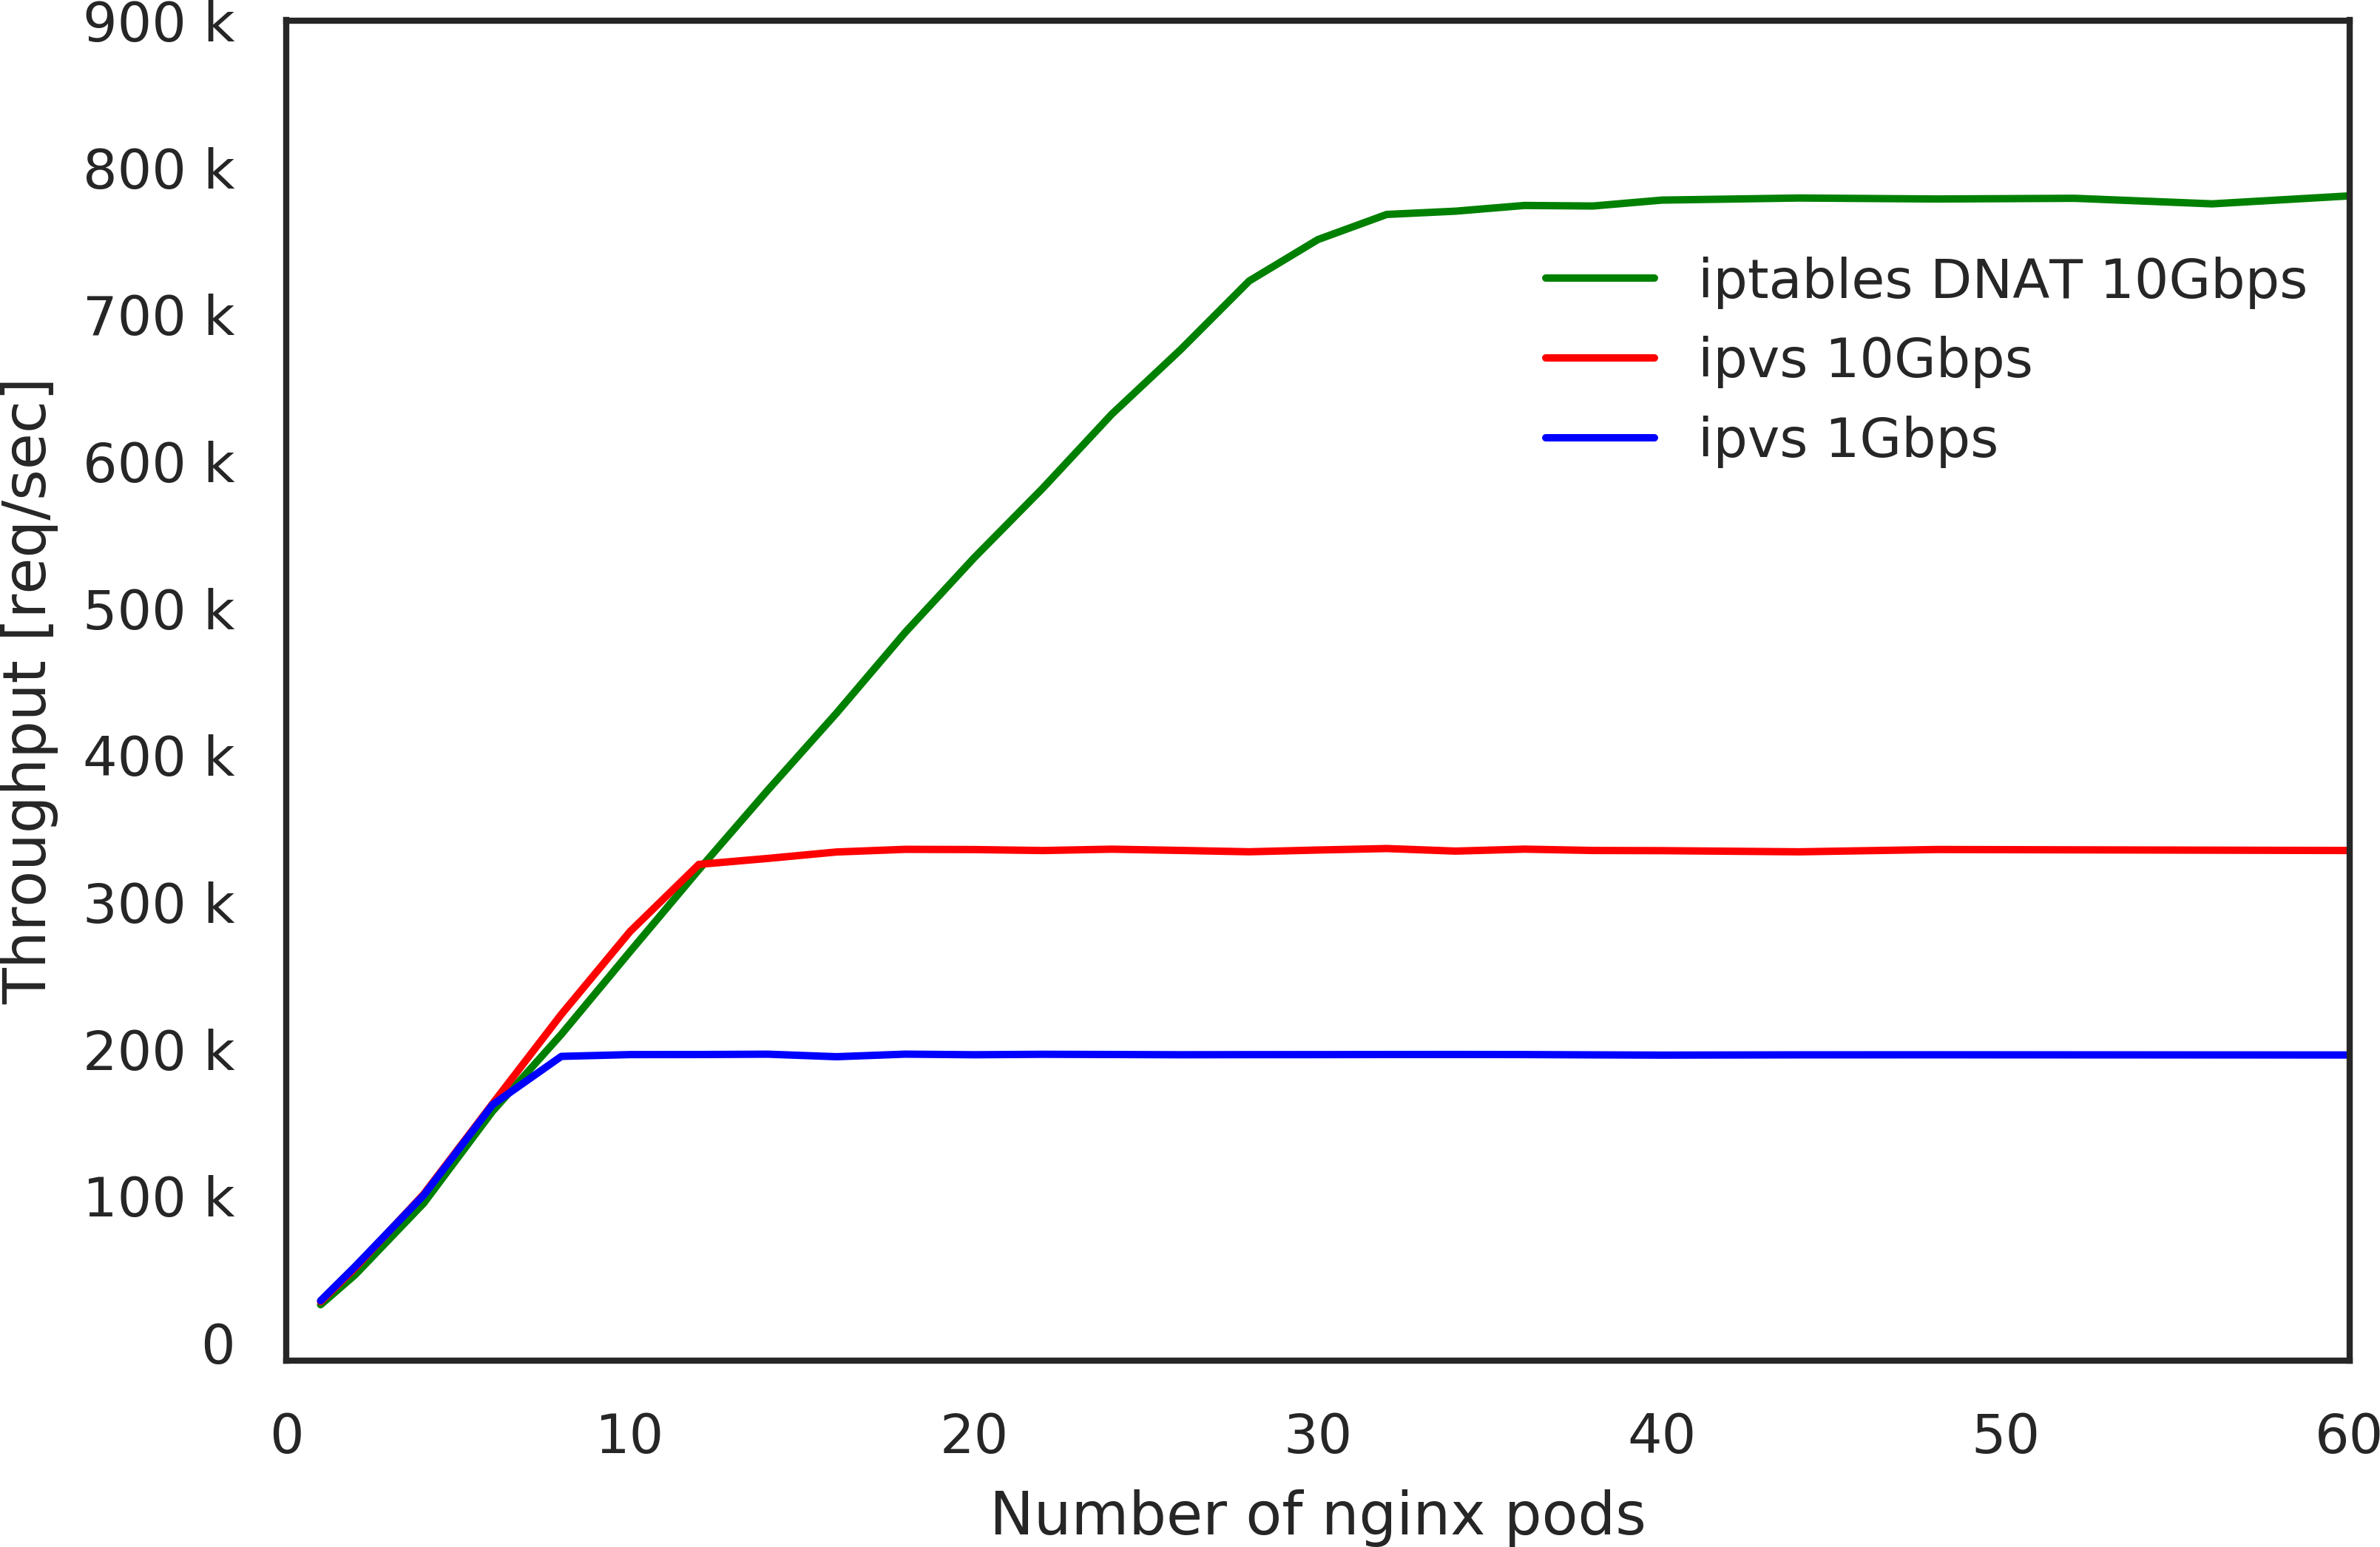 900 k
800 k
700 k
600 k
500 k
400 k
300 k
200 k
100 k
0
Throughput [req/sec]
iptables DNAT 10Gbps
ipvs 10Gbps
ipvs 1Gbps
0 10 20 30 40 50 60
Number of nginx pods